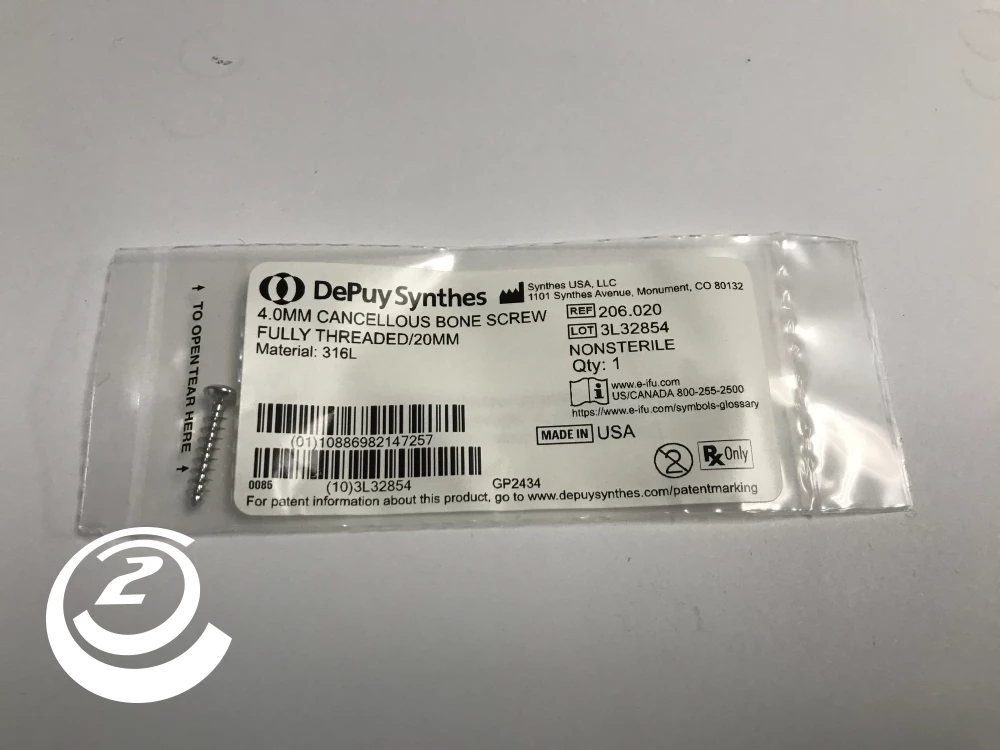 DePuy Synthes
Synthes USA, LLC
1101 Synthes Avenue, Monument, CO 80132
4.0MM CANCELLOUS BONE SCREW
FULLY THREADED/20MM
Material: 316L
REF 206.020
LOT 3L32854
NONSTERILE
Qty: 1
www.e-ifu.com
US/CANADA 800-255-2500
https://www.e-ifu.com/symbols-glossary
MADE IN USA
(01)10886982147257
2
Rx Only
0085
(10)3L32854
GP2434
For patent information about this product, go to www.depuysynthes.com/patentmarking
TO OPEN TEAR HERE
2